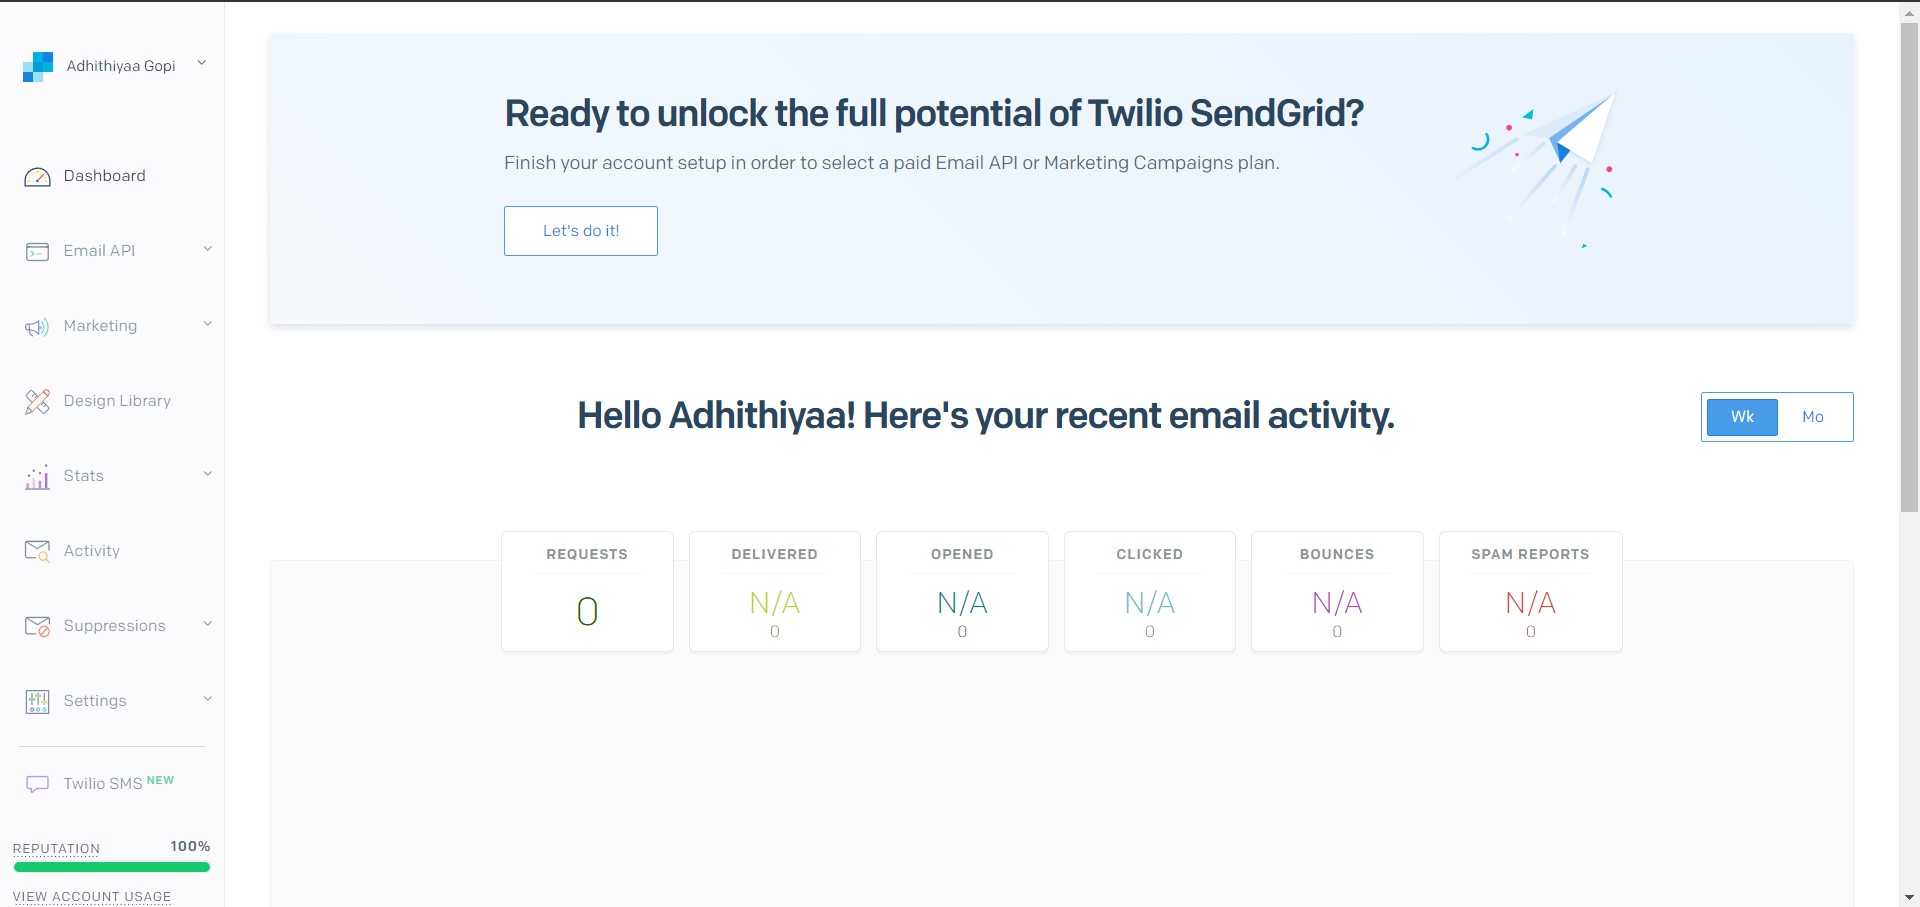 Adhithiyaa Gopi
Dashboard
Email API
Marketing
Design Library
Stats
Activity
Suppressions
Settings
Twilio SMS NEW
REPUTATION 100%
VIEW ACCOUNT USAGE
Ready to unlock the full potential of Twilio SendGrid?
Finish your account setup in order to select a paid Email API or Marketing Campaigns plan.
Let's do it!
Hello Adhithiyaa! Here's your recent email activity.
Wk Mo
REQUESTS DELIVERED OPENED CLICKED BOUNCES SPAM REPORTS
0 N/A N/A N/A N/A N/A
0 0 0 0 0